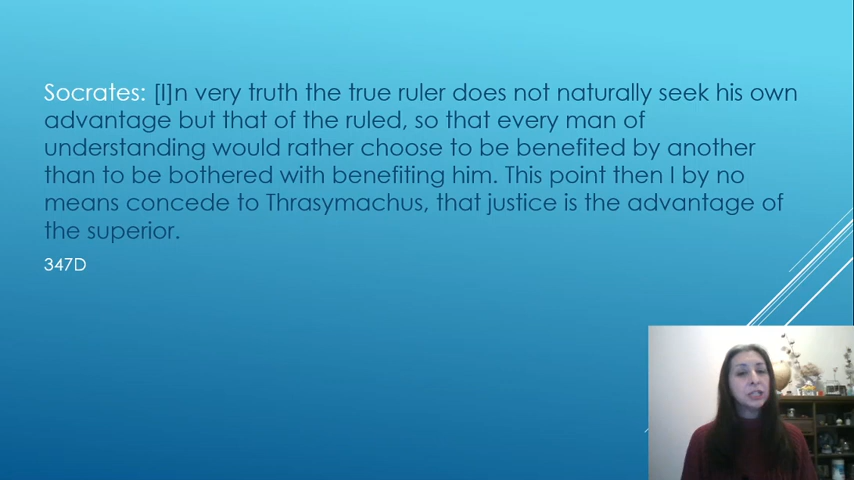 Socrates: [I]n very truth the true ruler does not naturally seek his own
advantage but that of the ruled, so that every man of
understanding would rather choose to be benefited by another
than to be bothered with benefiting him. This point then I by no
means concede to Thrasymachus, that justice is the advantage of
the superior.
347D